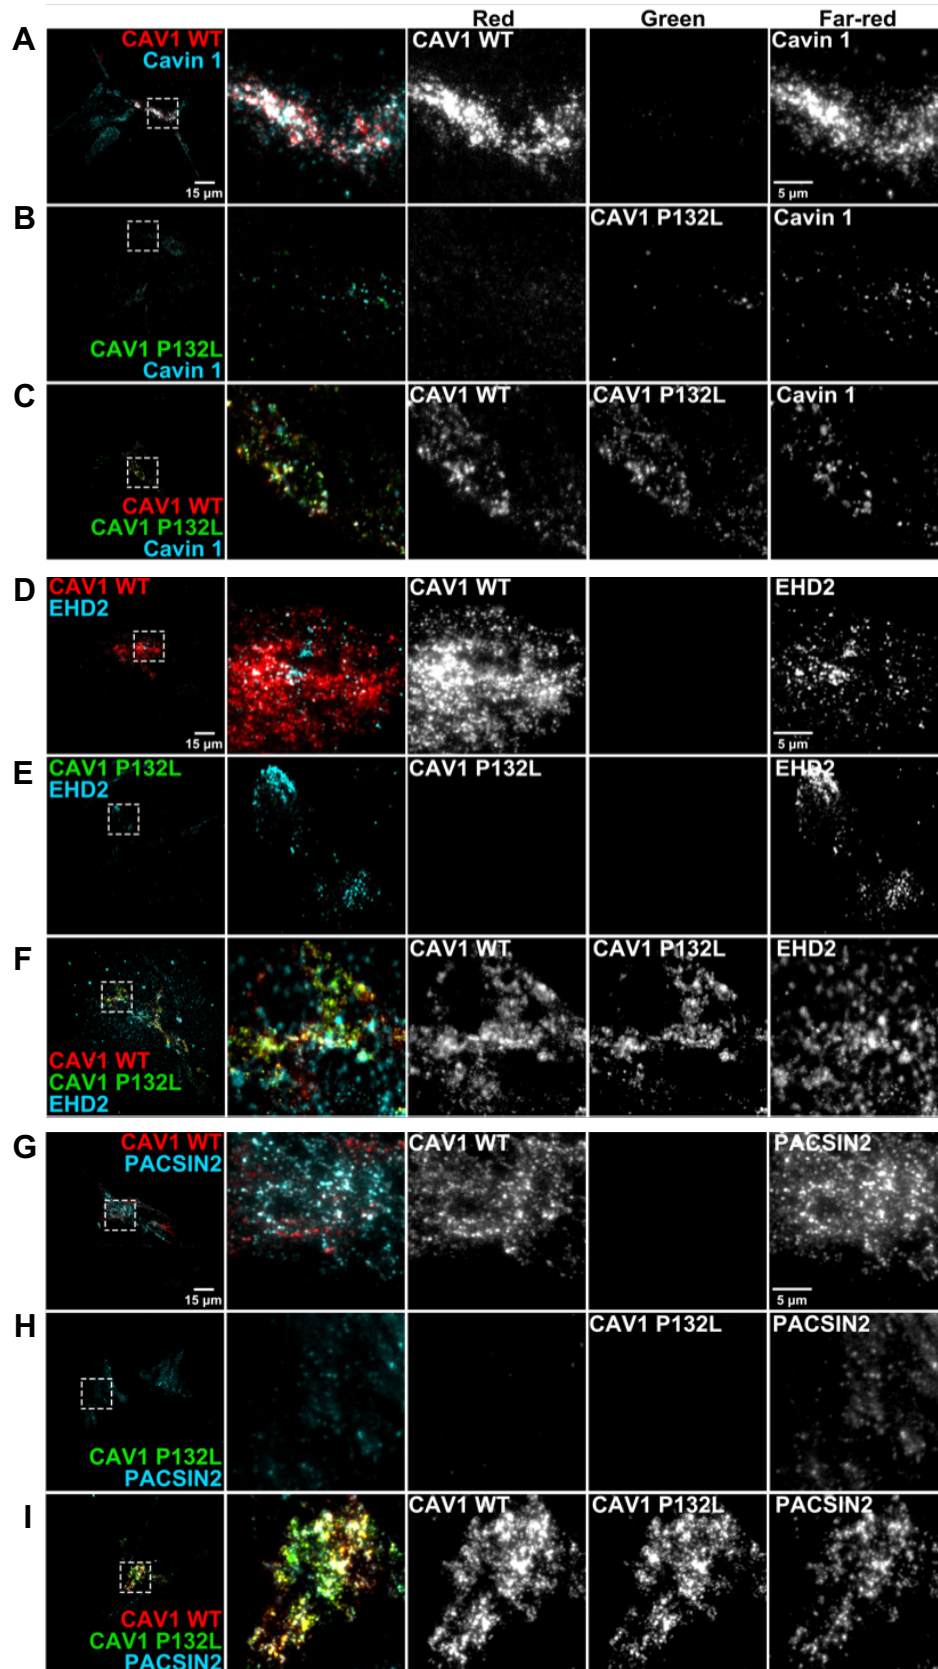 Red Green Far-red
A CAV1 WT CAV1 WT Cavin 1
Cavin 1
15 µm 5 µm
B CAV1 P132L Cavin 1
CAV1 P132L
Cavin 1
C CAV1 WT CAV1 P132L Cavin 1
CAV1 WT
CAV1 P132L
Cavin 1
D CAV1 WT CAV1 WT EHD2
EHD2
15 µm 5 µm
E CAV1 P132L CAV1 P132L EHD2
EHD2
F CAV1 WT CAV1 P132L EHD2
CAV1 WT
CAV1 P132L
EHD2
G CAV1 WT CAV1 WT PACSIN2
PACSIN2
15 µm 5 µm
H CAV1 P132L PACSIN2
CAV1 P132L
PACSIN2
I CAV1 WT CAV1 P132L PACSIN2
CAV1 WT
CAV1 P132L
PACSIN2